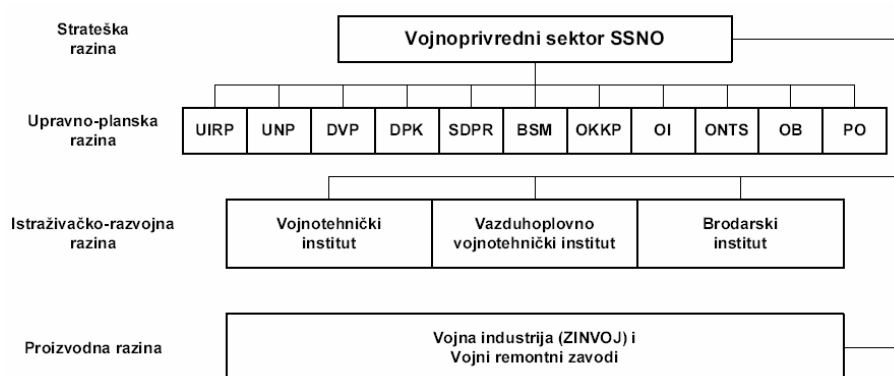 Strateška
razina
Vojnoprivredni sektor SSNO
Upravno-planska
razina
UIRP UNP DVP DPK SDPR BSM OKKP OI ONTS OB PO
Istraživačko-razvojna
razina
Vojnotehnički
institut
Vazduhoplovno
vojnotehnički institut
Brodarski
institut
Proizvodna razina
Vojna industrija (ZINVOJ) i
Vojni remontni zavodi